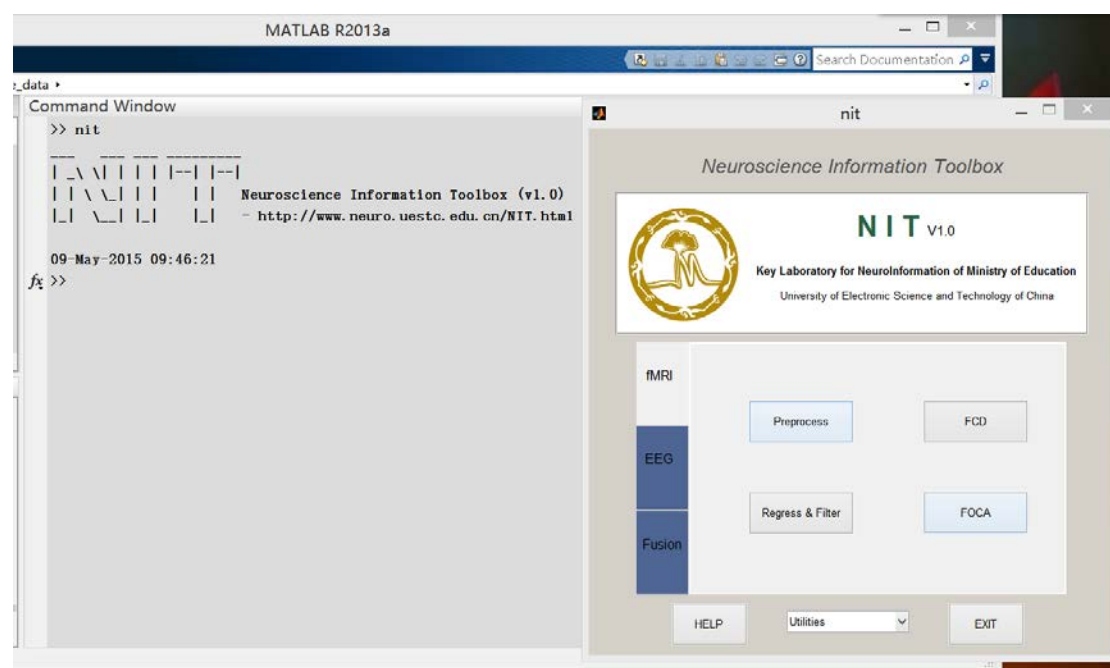 MATLAB R2013a
Search Documentation
e_data
Command Window
>> nit
Neuroscience Information Toolbox (v1.0)
- http://www.neuro.uestc.edu.cn/NIT.html
09-May-2015 09:46:21
fx >>
nit
Neuroscience Information Toolbox
NIT V1.0
Key Laboratory for NeuroInformation of Ministry of Education
University of Electronic Science and Technology of China
fMRI
EEG
Fusion
Preprocess
FCD
Regress & Filter
FOCA
HELP
Utilities
EXIT